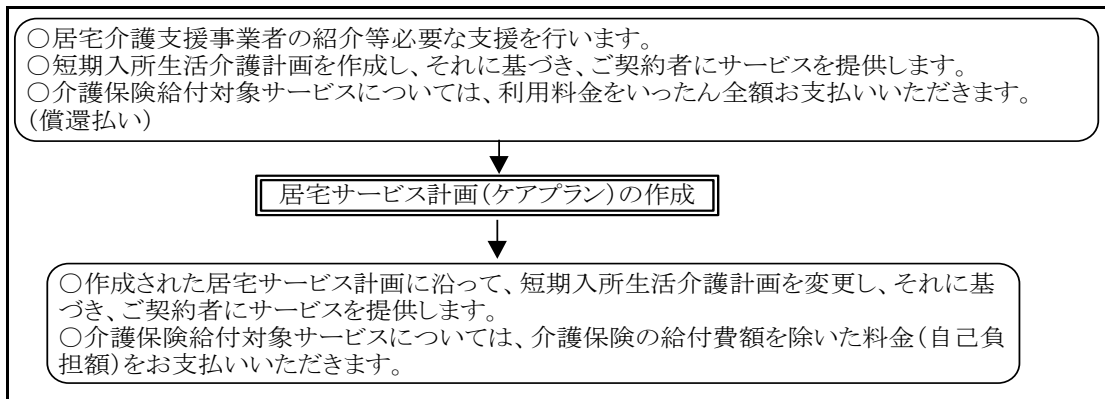 ○居宅介護支援事業者の紹介等必要な支援を行います。
○短期入所生活介護計画を作成し、それに基づき、ご契約者にサービスを提供します。
○介護保険給付対象サービスについては、利用料金をいったん全額お支払いいただきます。
(償還払い)
居宅サービス計画(ケアプラン)の作成
○作成された居宅サービス計画に沿って、短期入所生活介護計画を変更し、それに基
づき、ご契約者にサービスを提供します。
○介護保険給付対象サービスについては、介護保険の給付費額を除いた料金(自己負
担額)をお支払いいただきます。